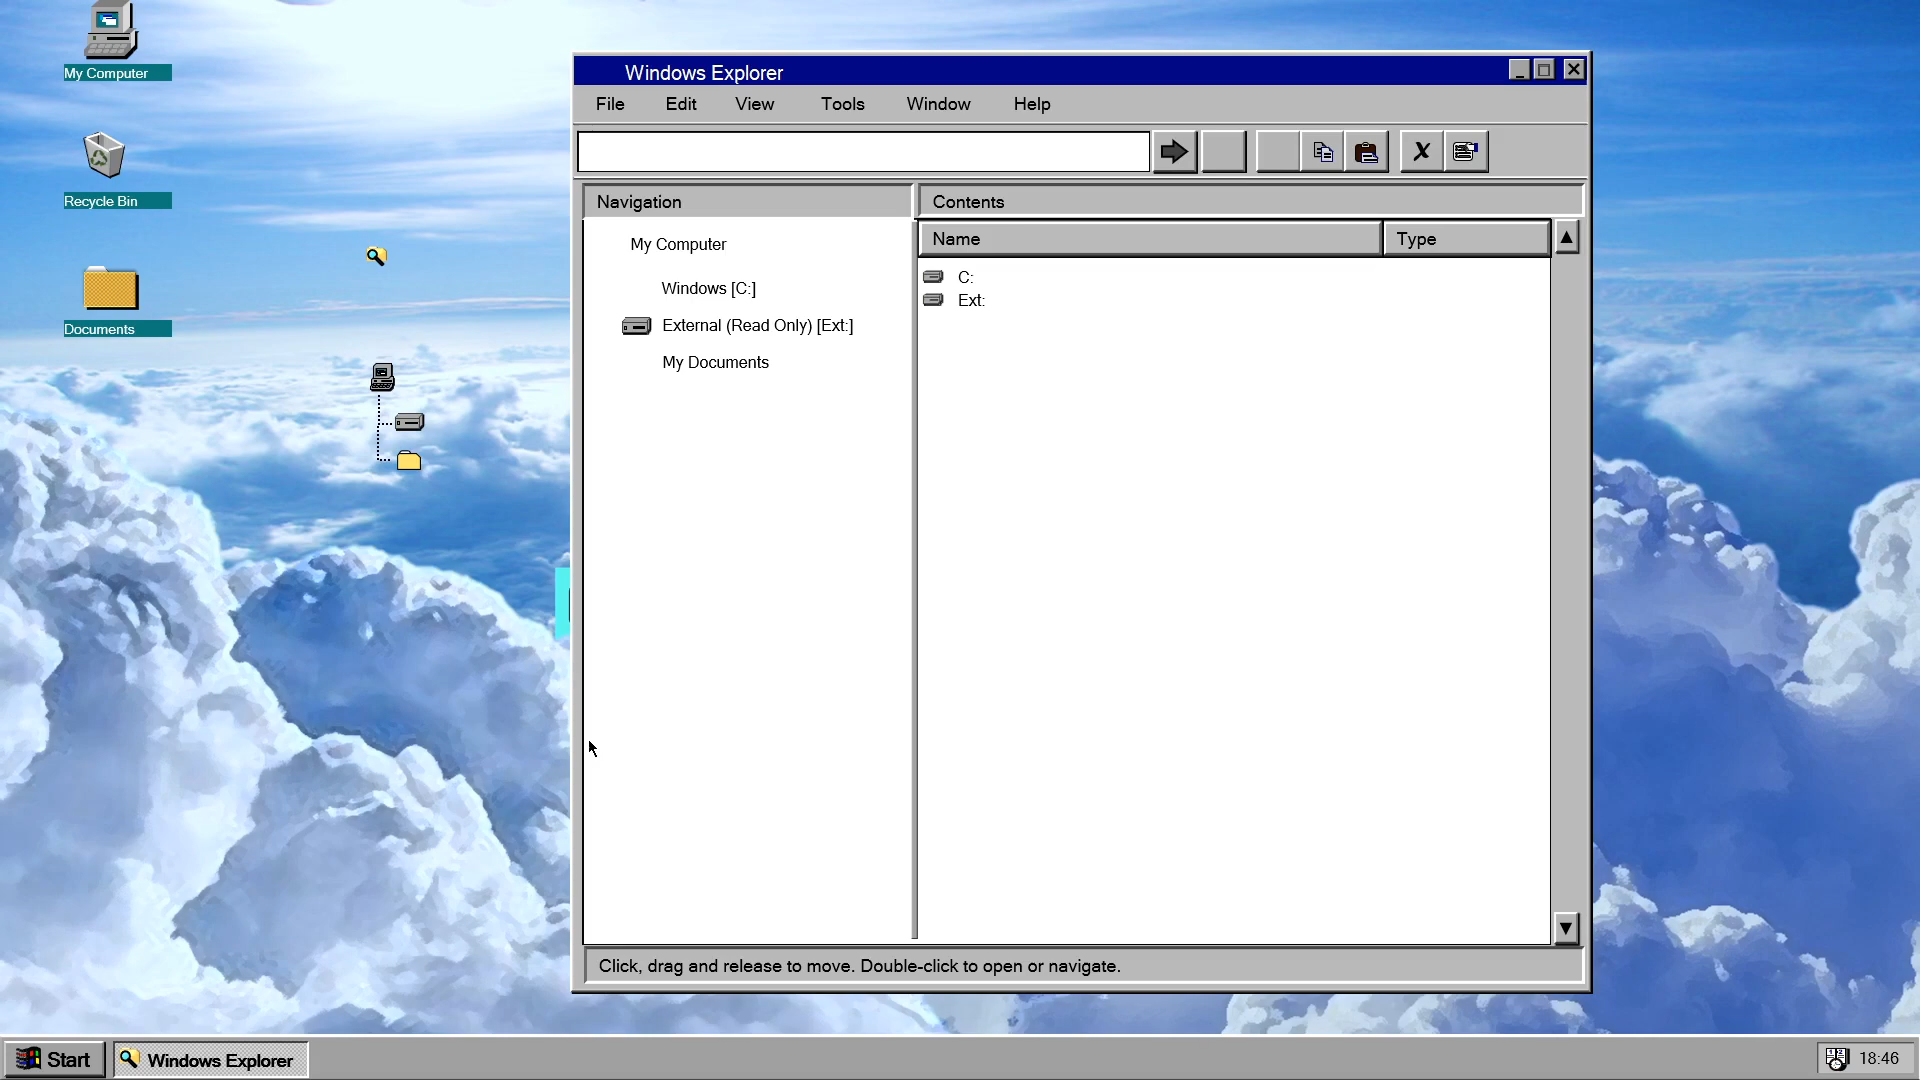 My Computer
Recycle Bin
Documents
Windows Explorer
File Edit View Tools Window Help
Navigation
My Computer
Windows [C:]
External (Read Only) [Ext:]
My Documents
Contents
Name Type
C:
Ext:
Click, drag and release to move. Double-click to open or navigate.
Start Windows Explorer 18:46